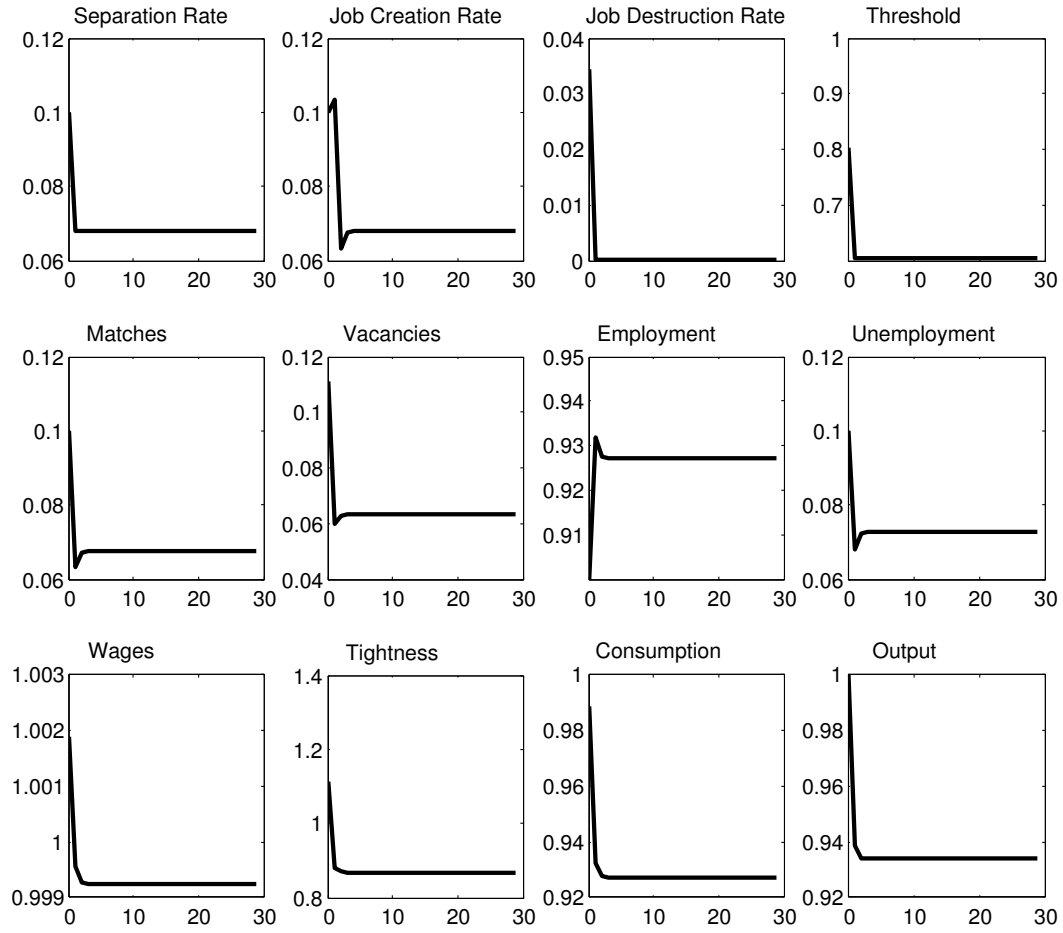 Separation Rate Job Creation Rate Job Destruction Rate Threshold
0.12 0.12 0.04 1
0.1 0.1 0.03 0.9
0.08 0.08 0.02 0.8
0.06 0.06 0.01 0.7
0
0 10 20 30 0 10 20 30 0 10 20 30 0 10 20 30
Matches Vacancies Employment Unemployment
0.12 0.12 0.95 0.12
0.1 0.1 0.94 0.1
0.08 0.08 0.93 0.08
0.06 0.06 0.92 0.06
0.04 0.91
0 10 20 30 0 10 20 30 0 10 20 30 0 10 20 30
Wages Tightness Consumption Output
1.003 1.4 1 1
1.002 1.2 0.98 0.98
1.001 1 0.96 0.96
1 0.8 0.94 0.94
0.999 0.92 0.92
0 10 20 30 0 10 20 30 0 10 20 30 0 10 20 30